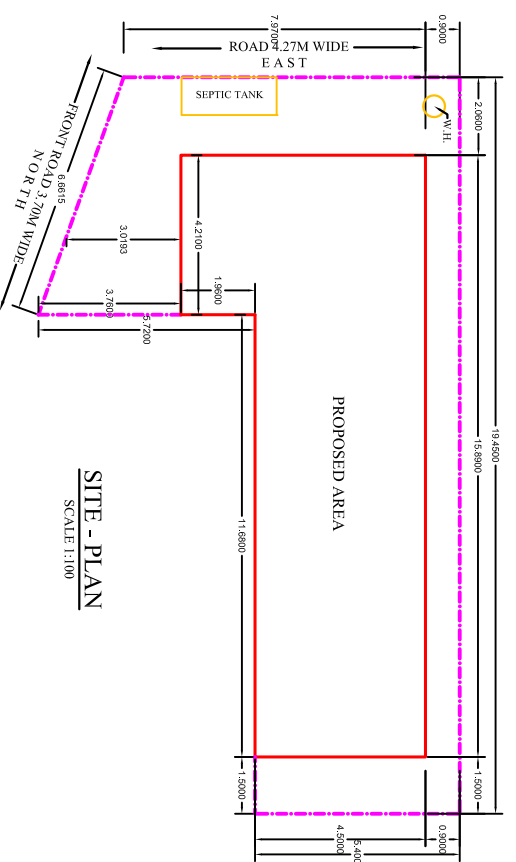 7.9700
0.9000
ROAD 4.27M WIDE
EAST
SEPTIC TANK
W.H.
2.0600
FRONT ROAD 3.70M WIDE
NORTH
6.6615
3.0193
4.2100
1.9600
3.7600
5.7200
PROPOSED AREA
15.8900
19.4500
11.6800
SITE - PLAN
SCALE 1:100
1.5000
1.5000
4.5000
0.9000